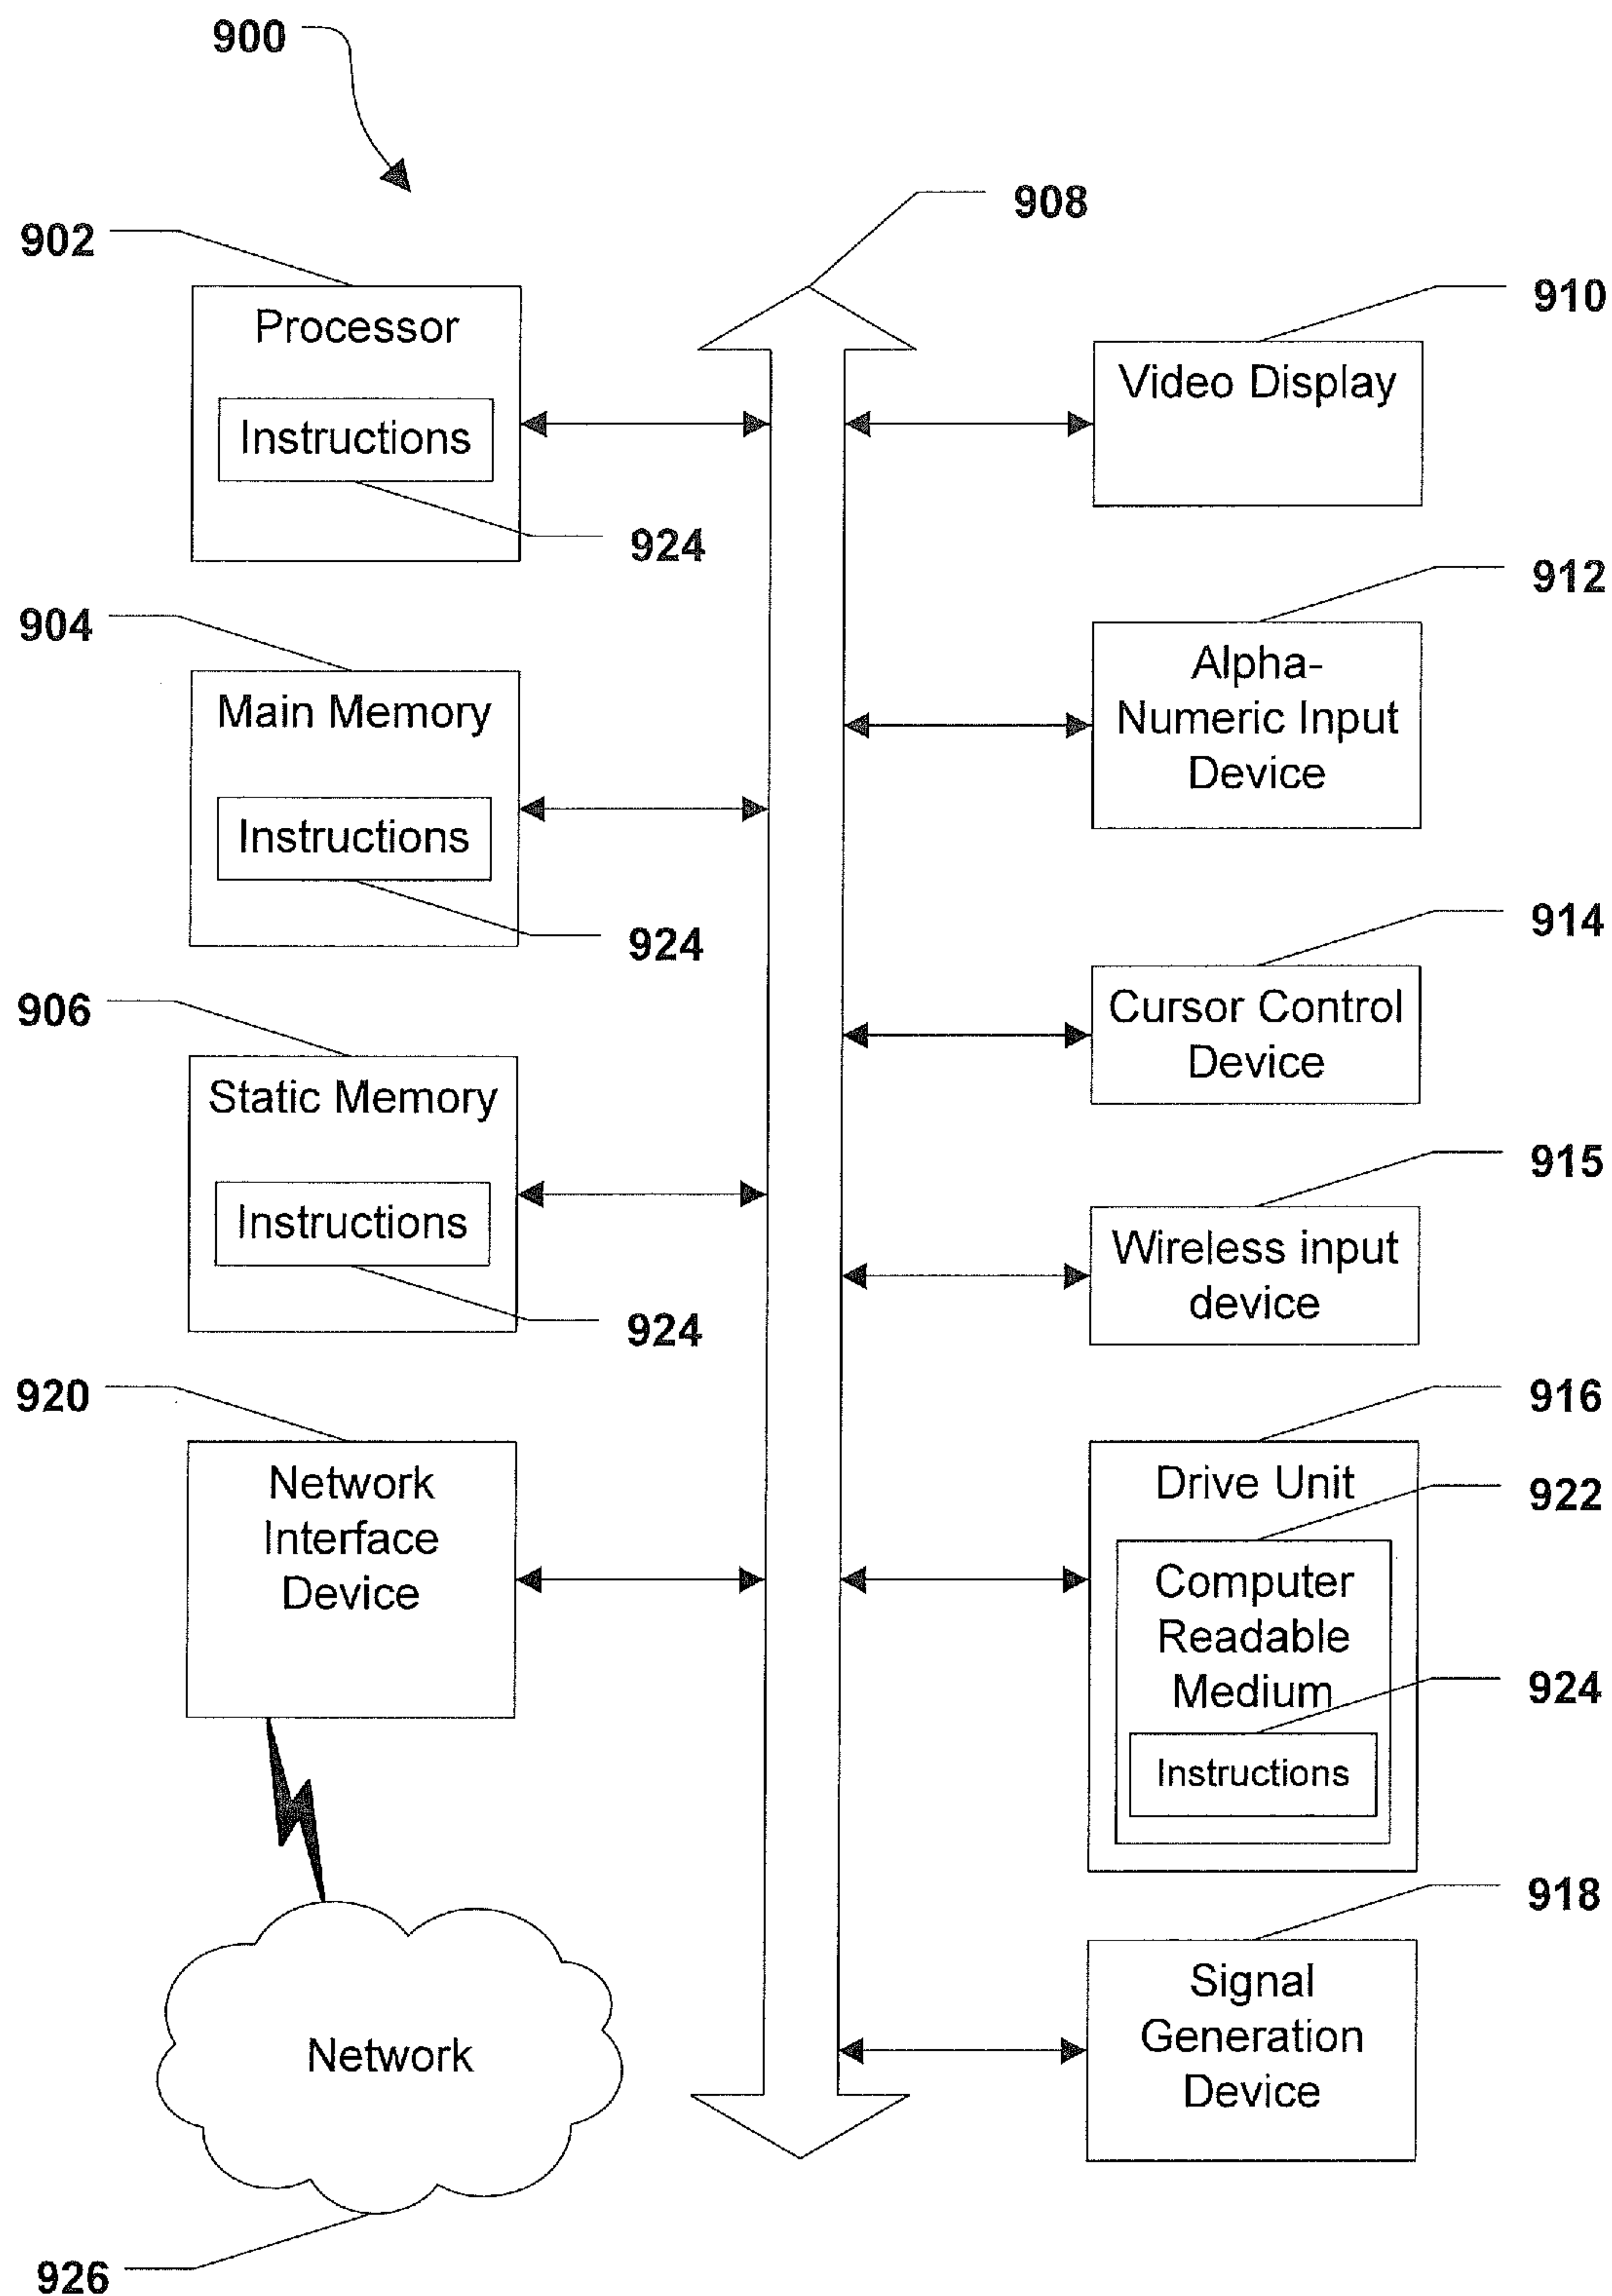 900
908
902
Processor
Instructions
924
904
Main Memory
Instructions
924
906
Static Memory
Instructions
924
920
Network
Interface
Device
Network
926
910
Video Display
912
Alpha-
Numeric Input
Device
914
Cursor Control
Device
915
Wireless input
device
916
Drive Unit
922
Computer
Readable
Medium
924
Instructions
918
Signal
Generation
Device